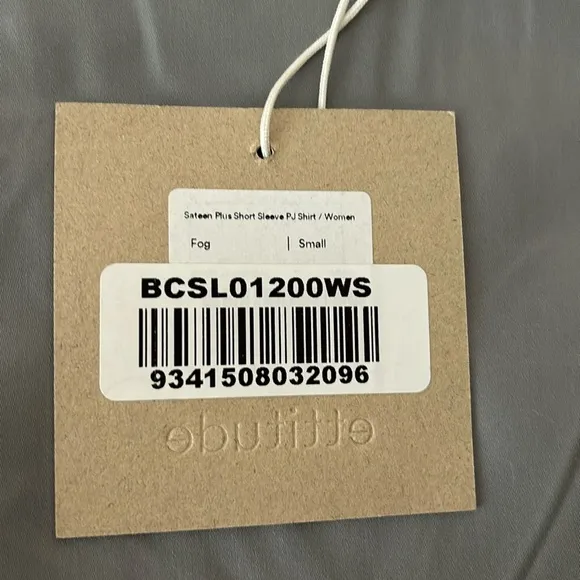 Sateen Plus Short Sleeve PJ Shirt / Women
Fog | Small
BCSL01200WS
9341508032096
ettitude